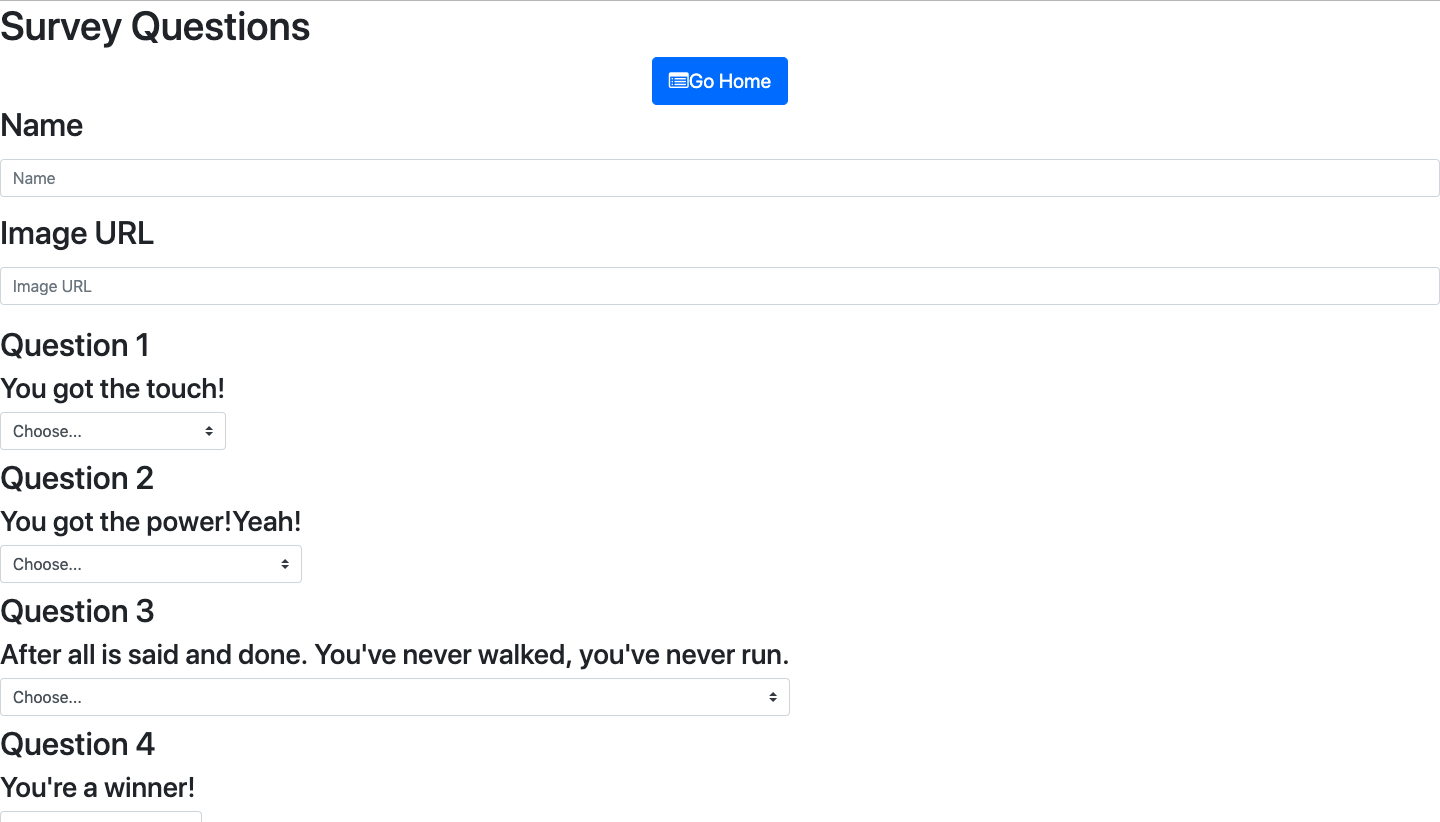 Survey Questions
Go Home
Name
Name
Image URL
Image URL
Question 1
You got the touch!
Choose...
Question 2
You got the power!Yeah!
Choose...
Question 3
After all is said and done. You've never walked, you've never run.
Choose...
Question 4
You're a winner!